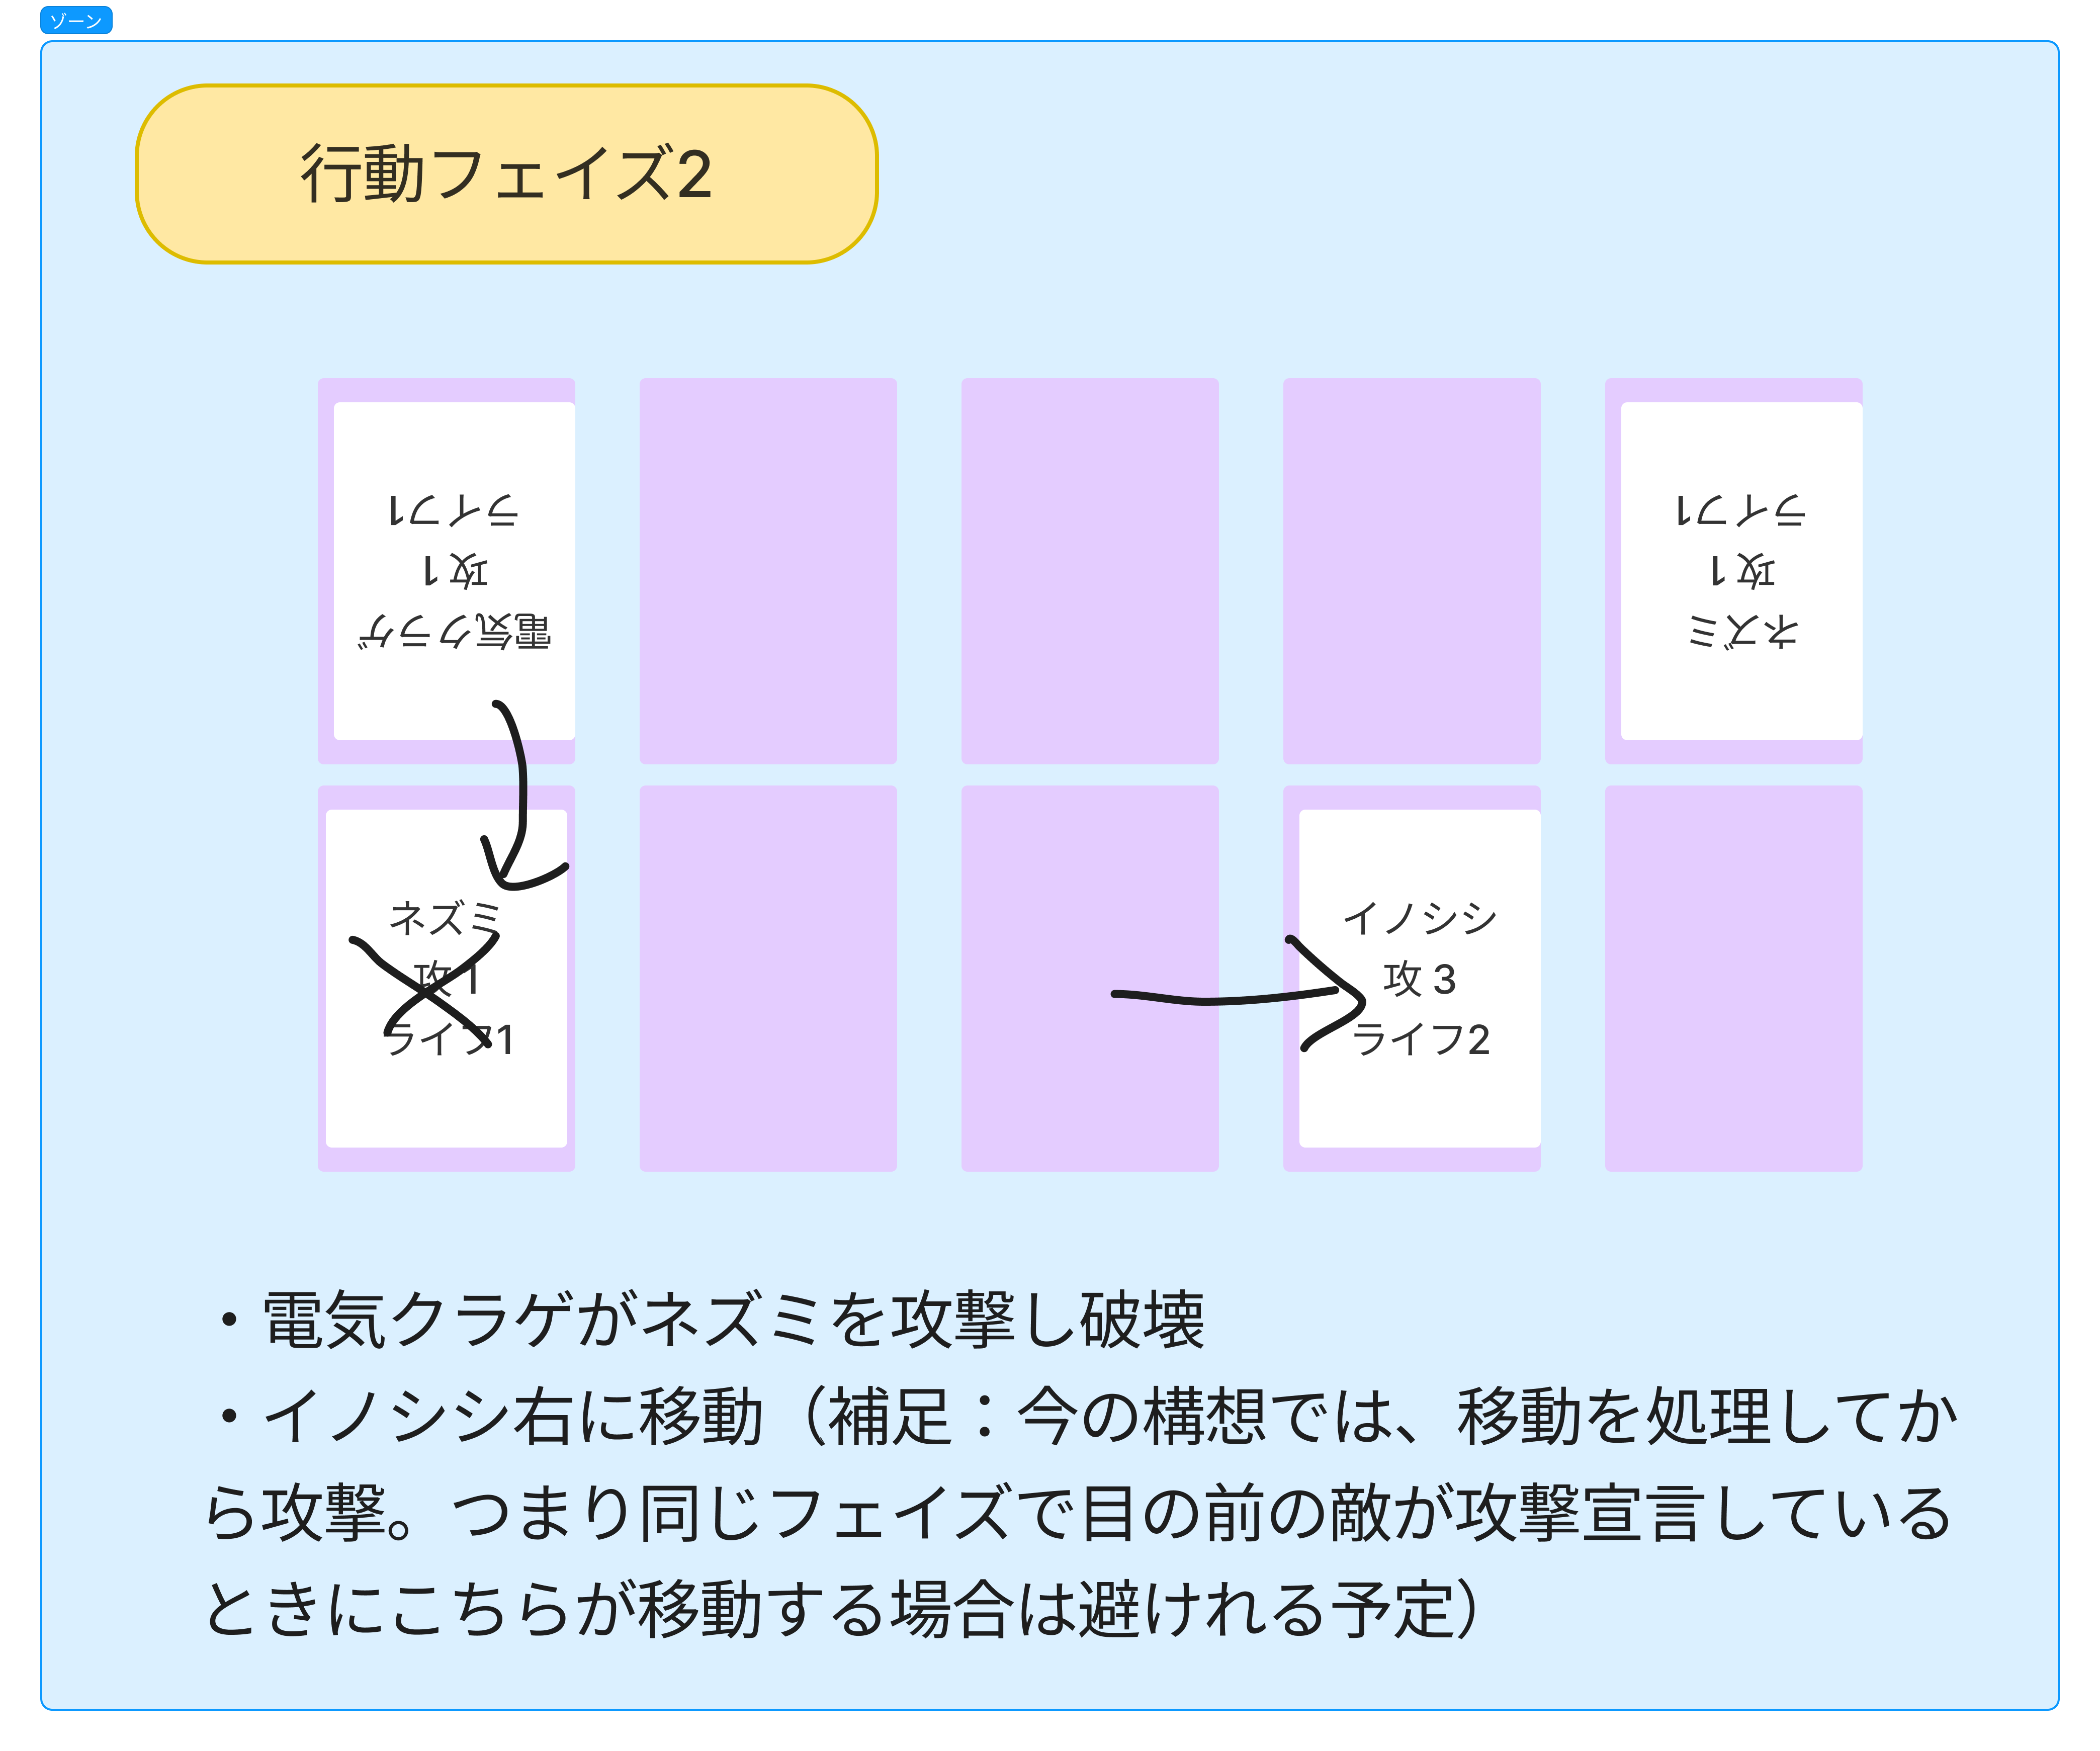 ゾーン
行動フェイズ2
電気クラゲ
攻 1
ライフ1
ネズミ
攻 1
ライフ1
ネズミ
攻 1
ライフ1
イノシシ
攻 3
ライフ2
・電気クラゲがネズミを攻撃し破壊
・イノシシ右に移動（補足：今の構想では、移動を処理してか
ら攻撃。つまり同じフェイズで目の前の敵が攻撃宣言している
ときにこちらが移動する場合は避けれる予定）